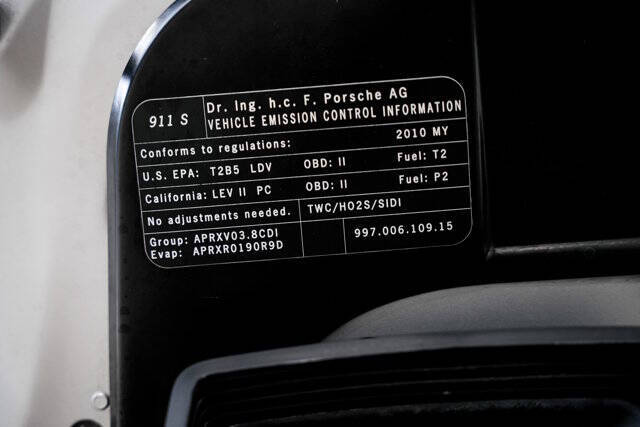 911 S
Dr. Ing. h.c. F. Porsche AG
VEHICLE EMISSION CONTROL INFORMATION
Conforms to regulations: 2010 MY
U.S. EPA: T2B5 LDV OBD: II Fuel: T2
California: LEV II PC OBD: II Fuel: P2
No adjustments needed. TWC/HO2S/SIDI
Group: APRXV03.8CDI
Evap: APRXR0190R9D
997.006.109.15